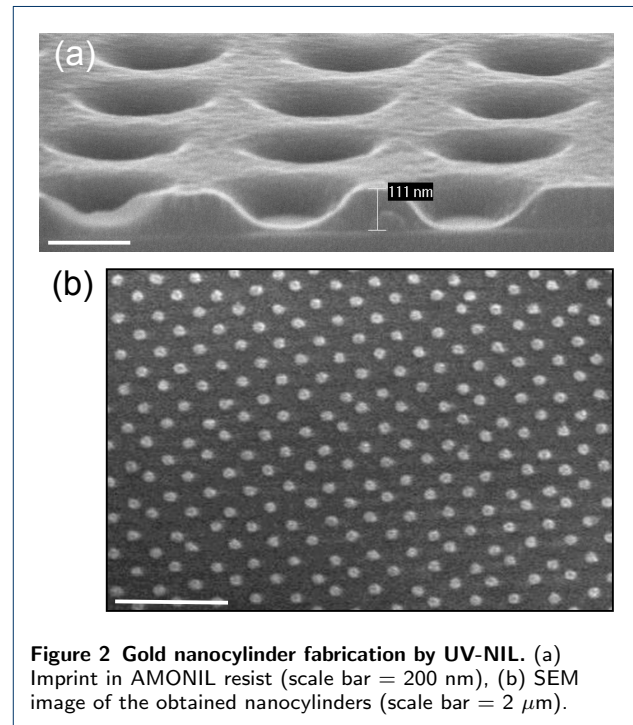 (a)
111 nm
(b)
Figure 2 Gold nanocylinder fabrication by UV-NIL. (a)
Imprint in AMONIL resist (scale bar = 200 nm), (b) SEM
image of the obtained nanocylinders (scale bar = 2 μm).